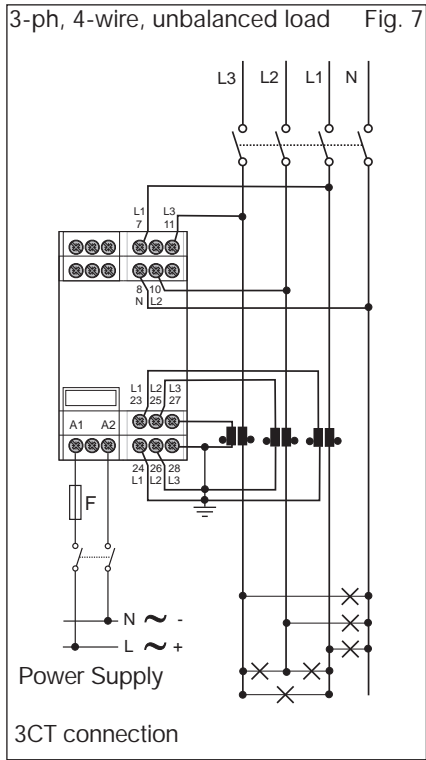 3-ph, 4-wire, unbalanced load Fig. 7
L3 L2 L1 N
L1 L3
7 11
8 10
N L2
L1 L2 L3
23 25 27
A1 A2
24 26 28
L1 L2 L3
F
N ~ -
L ~ +
Power Supply
3CT connection